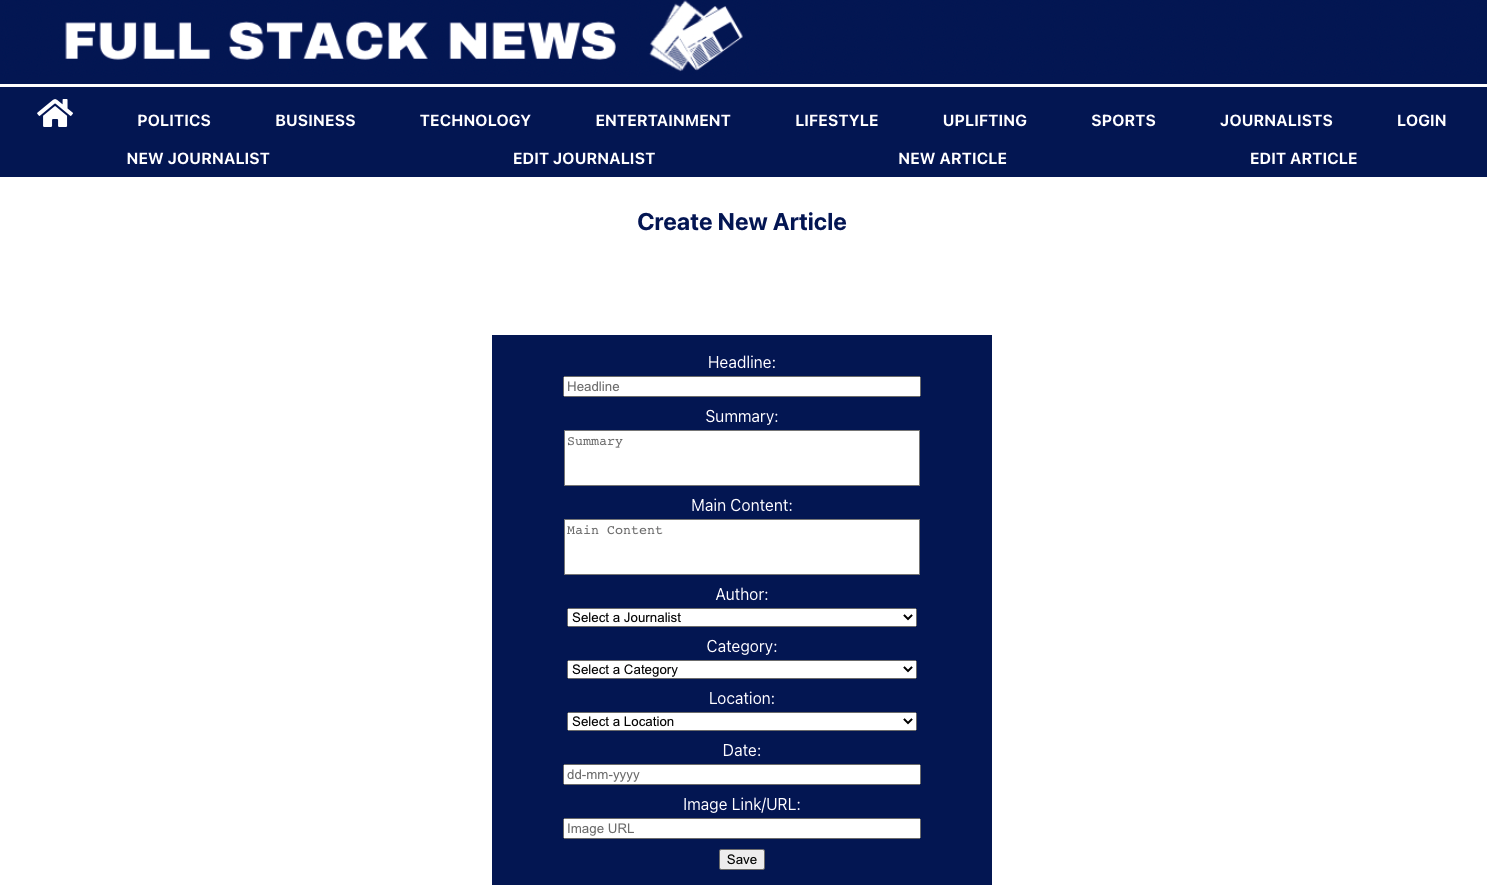 FULL STACK NEWS
POLITICS BUSINESS TECHNOLOGY ENTERTAINMENT LIFESTYLE UPLIFTING SPORTS JOURNALISTS LOGIN
NEW JOURNALIST EDIT JOURNALIST NEW ARTICLE EDIT ARTICLE
Create New Article
Headline:
Headline
Summary:
Summary
Main Content:
Main Content
Author:
Select a Journalist
Category:
Select a Category
Location:
Select a Location
Date:
dd-mm-yyyy
Image Link/URL:
Image URL
Save